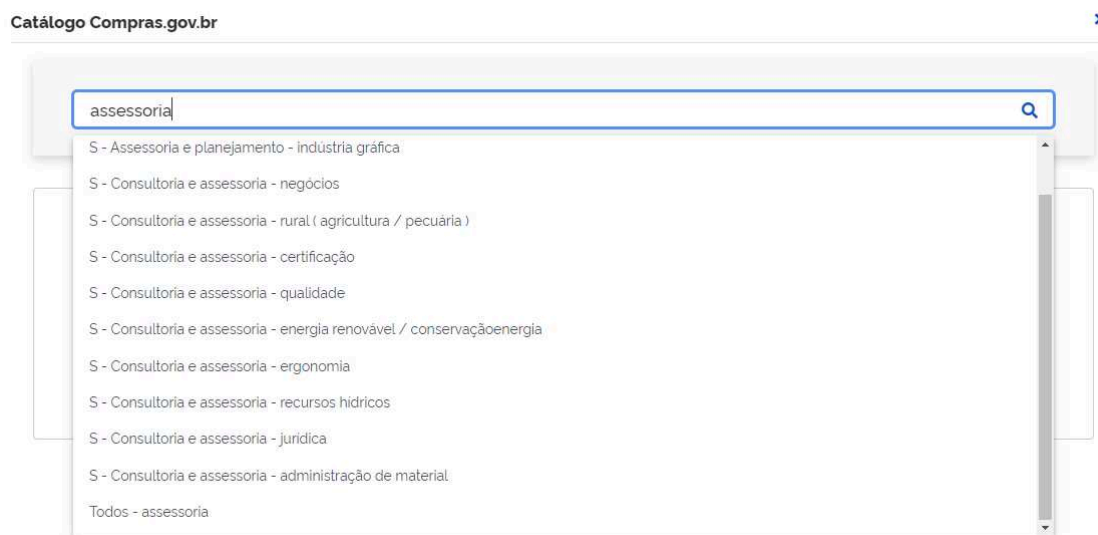 Catálogo Compras.gov.br
assessoria
S - Assessoria e planejamento - indústria gráfica
S - Consultoria e assessoria - negócios
S - Consultoria e assessoria - rural ( agricultura / pecuária )
S - Consultoria e assessoria - certificação
S - Consultoria e assessoria - qualidade
S - Consultoria e assessoria - energia renovável / conservaçãoenergia
S - Consultoria e assessoria - ergonomia
S - Consultoria e assessoria - recursos hídricos
S - Consultoria e assessoria - jurídica
S - Consultoria e assessoria - administração de material
Todos - assessoria